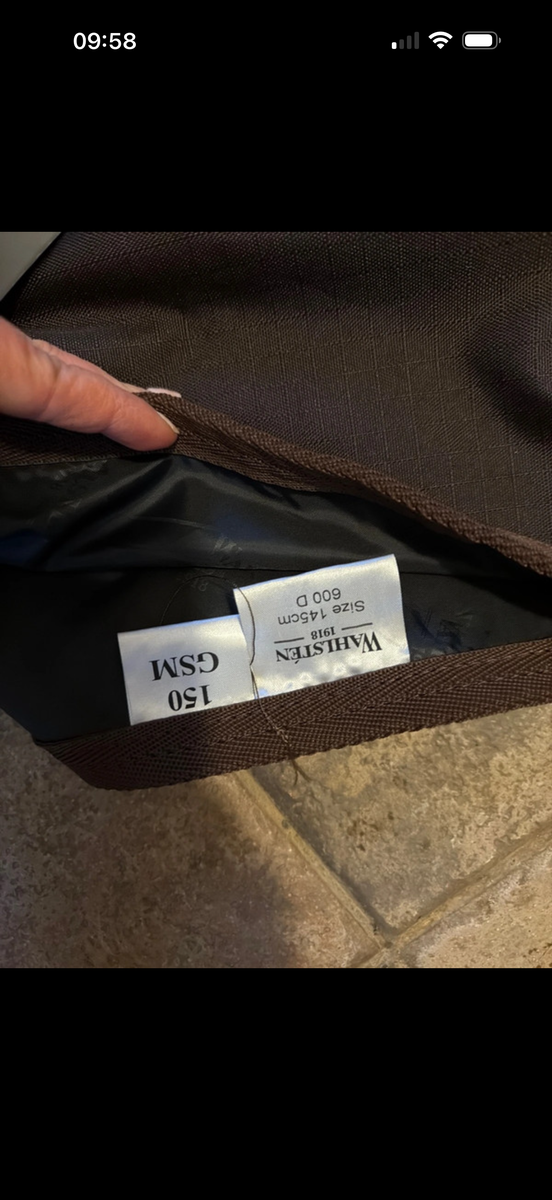 09:58
WAHLSTÉN
1918
Size 145cm
600 D
150
GSM